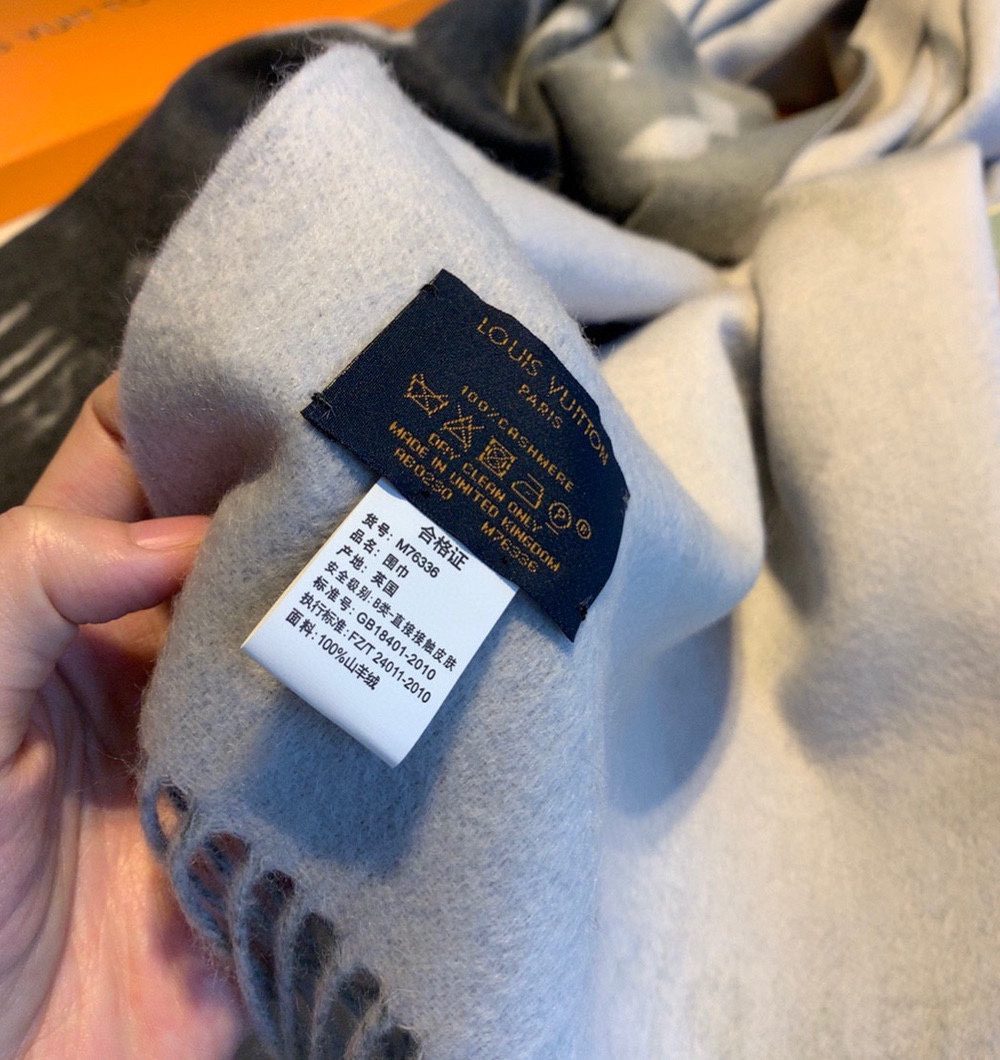 LOUIS VUITTON
PARIS
100%CASHMERE
DRY CLEAN ONLY
MADE IN UNITED KINGDOM
A60290
M76336
合格证
货号: M76336
品名: 围巾
产地: 英国
安全级别: B类-直接接触皮肤
标准号: GB18401-2010
执行标准: FZ/T 24011-2010
面料: 100%山羊绒